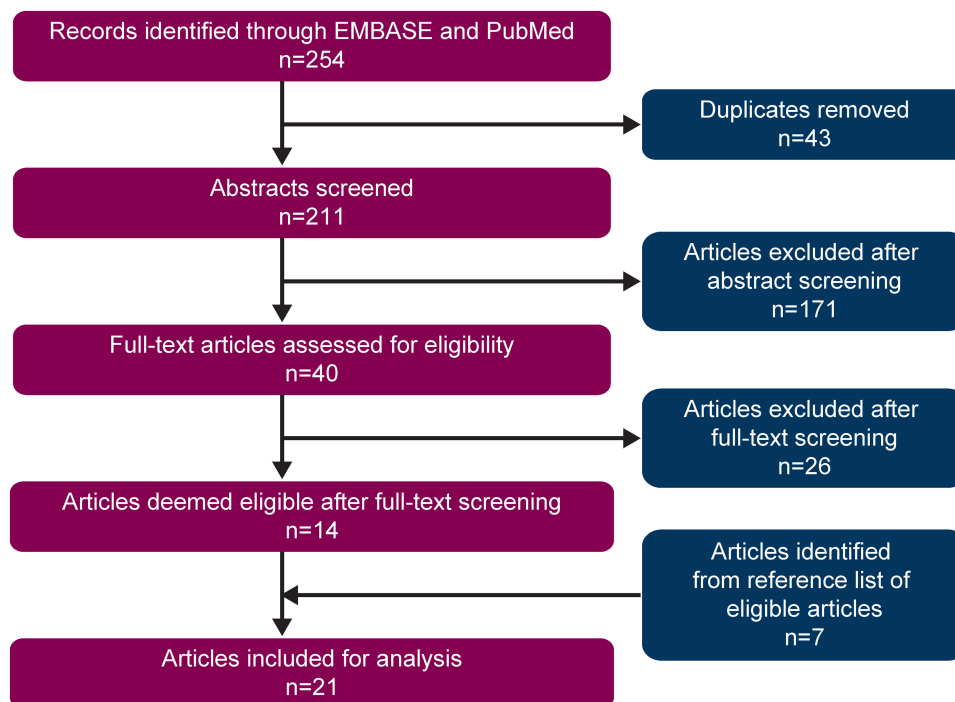 Records identified through EMBASE and PubMed
n=254
Duplicates removed
n=43
Abstracts screened
n=211
Articles excluded after
abstract screening
n=171
Full-text articles assessed for eligibility
n=40
Articles excluded after
full-text screening
n=26
Articles deemed eligible after full-text screening
n=14
Articles identified
from reference list of
eligible articles
n=7
Articles included for analysis
n=21